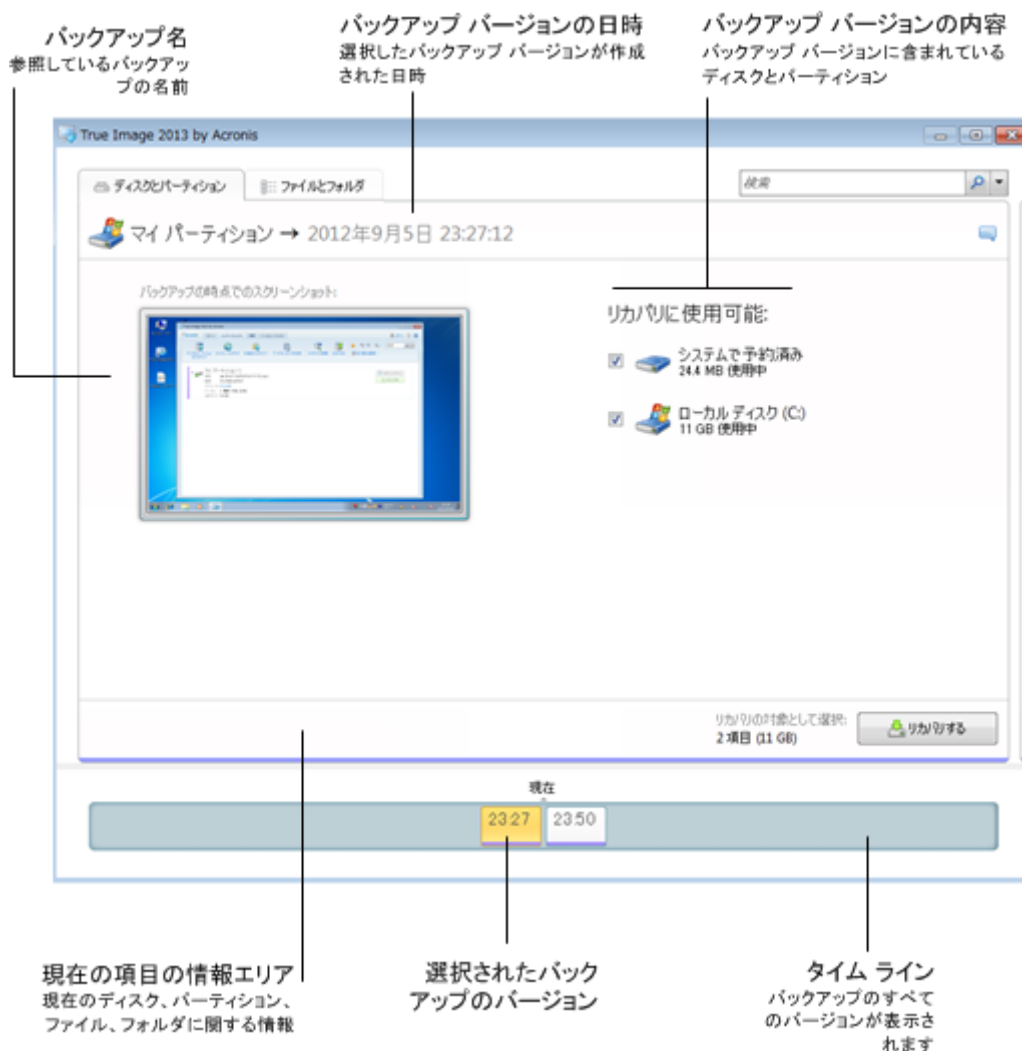 バックアップ名
参照しているバックアッ
プの名前
バックアップ バージョンの日時
選択したバックアップ バージョンが作成
された日時
バックアップ バージョンの内容
バックアップ バージョンに含まれている
ディスクとパーティション
True Image 2013 by Acronis
ディスクとパーティション
ファイルとフォルダ
検索
マイ パーティション → 2012年9月5日 23:27:12
バックアップの時点でのスクリーンショット:
リカバリに使用可能:
システムで予約済み
24.4 MB 使用中
ローカル ディスク (C:)
11 GB 使用中
リカバリの対象として選択:
2 項目 (11 GB)
リカバリする
現在
23:27
23:50
現在の項目の情報エリア
現在のディスク、パーティション、
ファイル、フォルダに関する情報
選択されたバック
アップのバージョン
タイム ライン
バックアップのすべて
のバージョンが表示さ
れます